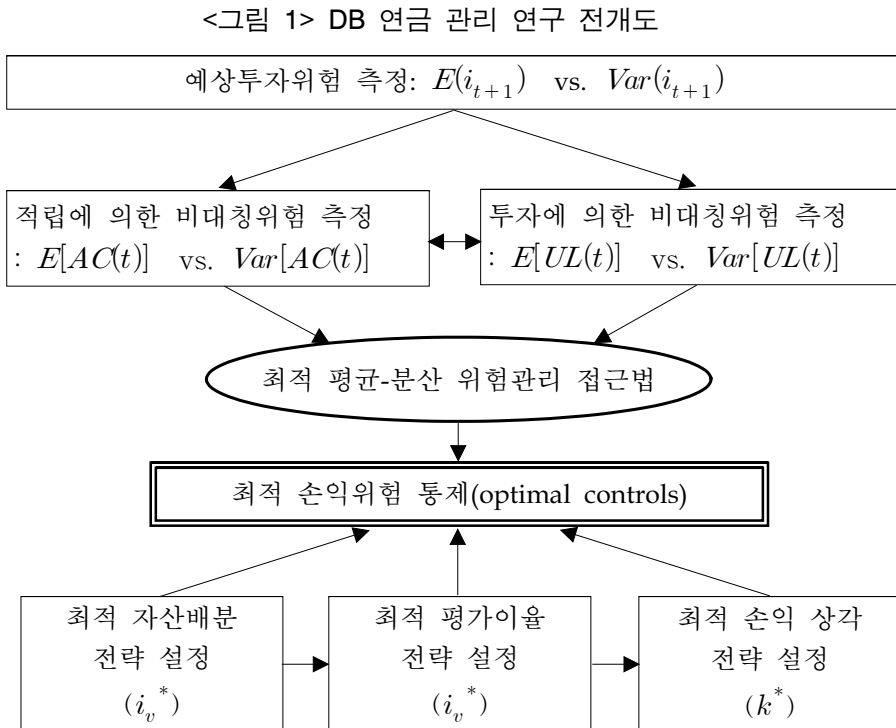 <그림 1> DB 연금 관리 연구 전개도
예상투자위험 측정: E(i_{t+1}) vs. Var(i_{t+1})
적립에 의한 비대칭위험 측정
: E[AC(t)] vs. Var[AC(t)]
투자에 의한 비대칭위험 측정
: E[UL(t)] vs. Var[UL(t)]
최적 평균-분산 위험관리 접근법
최적 손익위험 통제(optimal controls)
최적 자산배분
전략 설정
(i_v^*)
최적 평가이율
전략 설정
(i_v^*)
최적 손익 상각
전략 설정
(k^*)